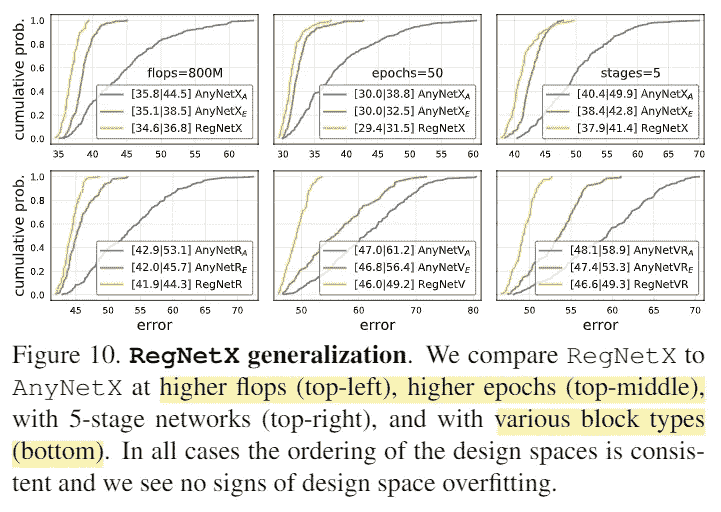 cumulative prob.
1.0
0.8
0.6
0.4
0.2
0.0
flops=800M
[35.8|44.5] AnyNetX_A
[35.1|38.5] AnyNetX_E
[34.6|36.8] RegNetX
35 40 45 50 55 60
epochs=50
[30.0|38.8] AnyNetX_A
[30.0|32.5] AnyNetX_E
[29.4|31.5] RegNetX
30 35 40 45 50 55 60
stages=5
[40.4|49.9] AnyNetX_A
[38.4|42.8] AnyNetX_E
[37.9|41.4] RegNetX
40 45 50 55 60 65 70
cumulative prob.
1.0
0.8
0.6
0.4
0.2
0.0
[42.9|53.1] AnyNetR_A
[42.0|45.7] AnyNetR_E
[41.9|44.3] RegNetR
45 50 55 60 65 70
error
[47.0|61.2] AnyNetV_A
[46.8|56.4] AnyNetV_E
[46.0|49.2] RegNetV
50 60 70 80
error
[48.1|58.9] AnyNetVR_A
[47.4|53.3] AnyNetVR_E
[46.6|49.3] RegNetVR
50 55 60 65 70
error
Figure 10. RegNetX generalization. We compare RegNetX to
AnyNetX at higher flops (top-left), higher epochs (top-middle),
with 5-stage networks (top-right), and with various block types
(bottom). In all cases the ordering of the design spaces is consis-
tent and we see no signs of design space overfitting.